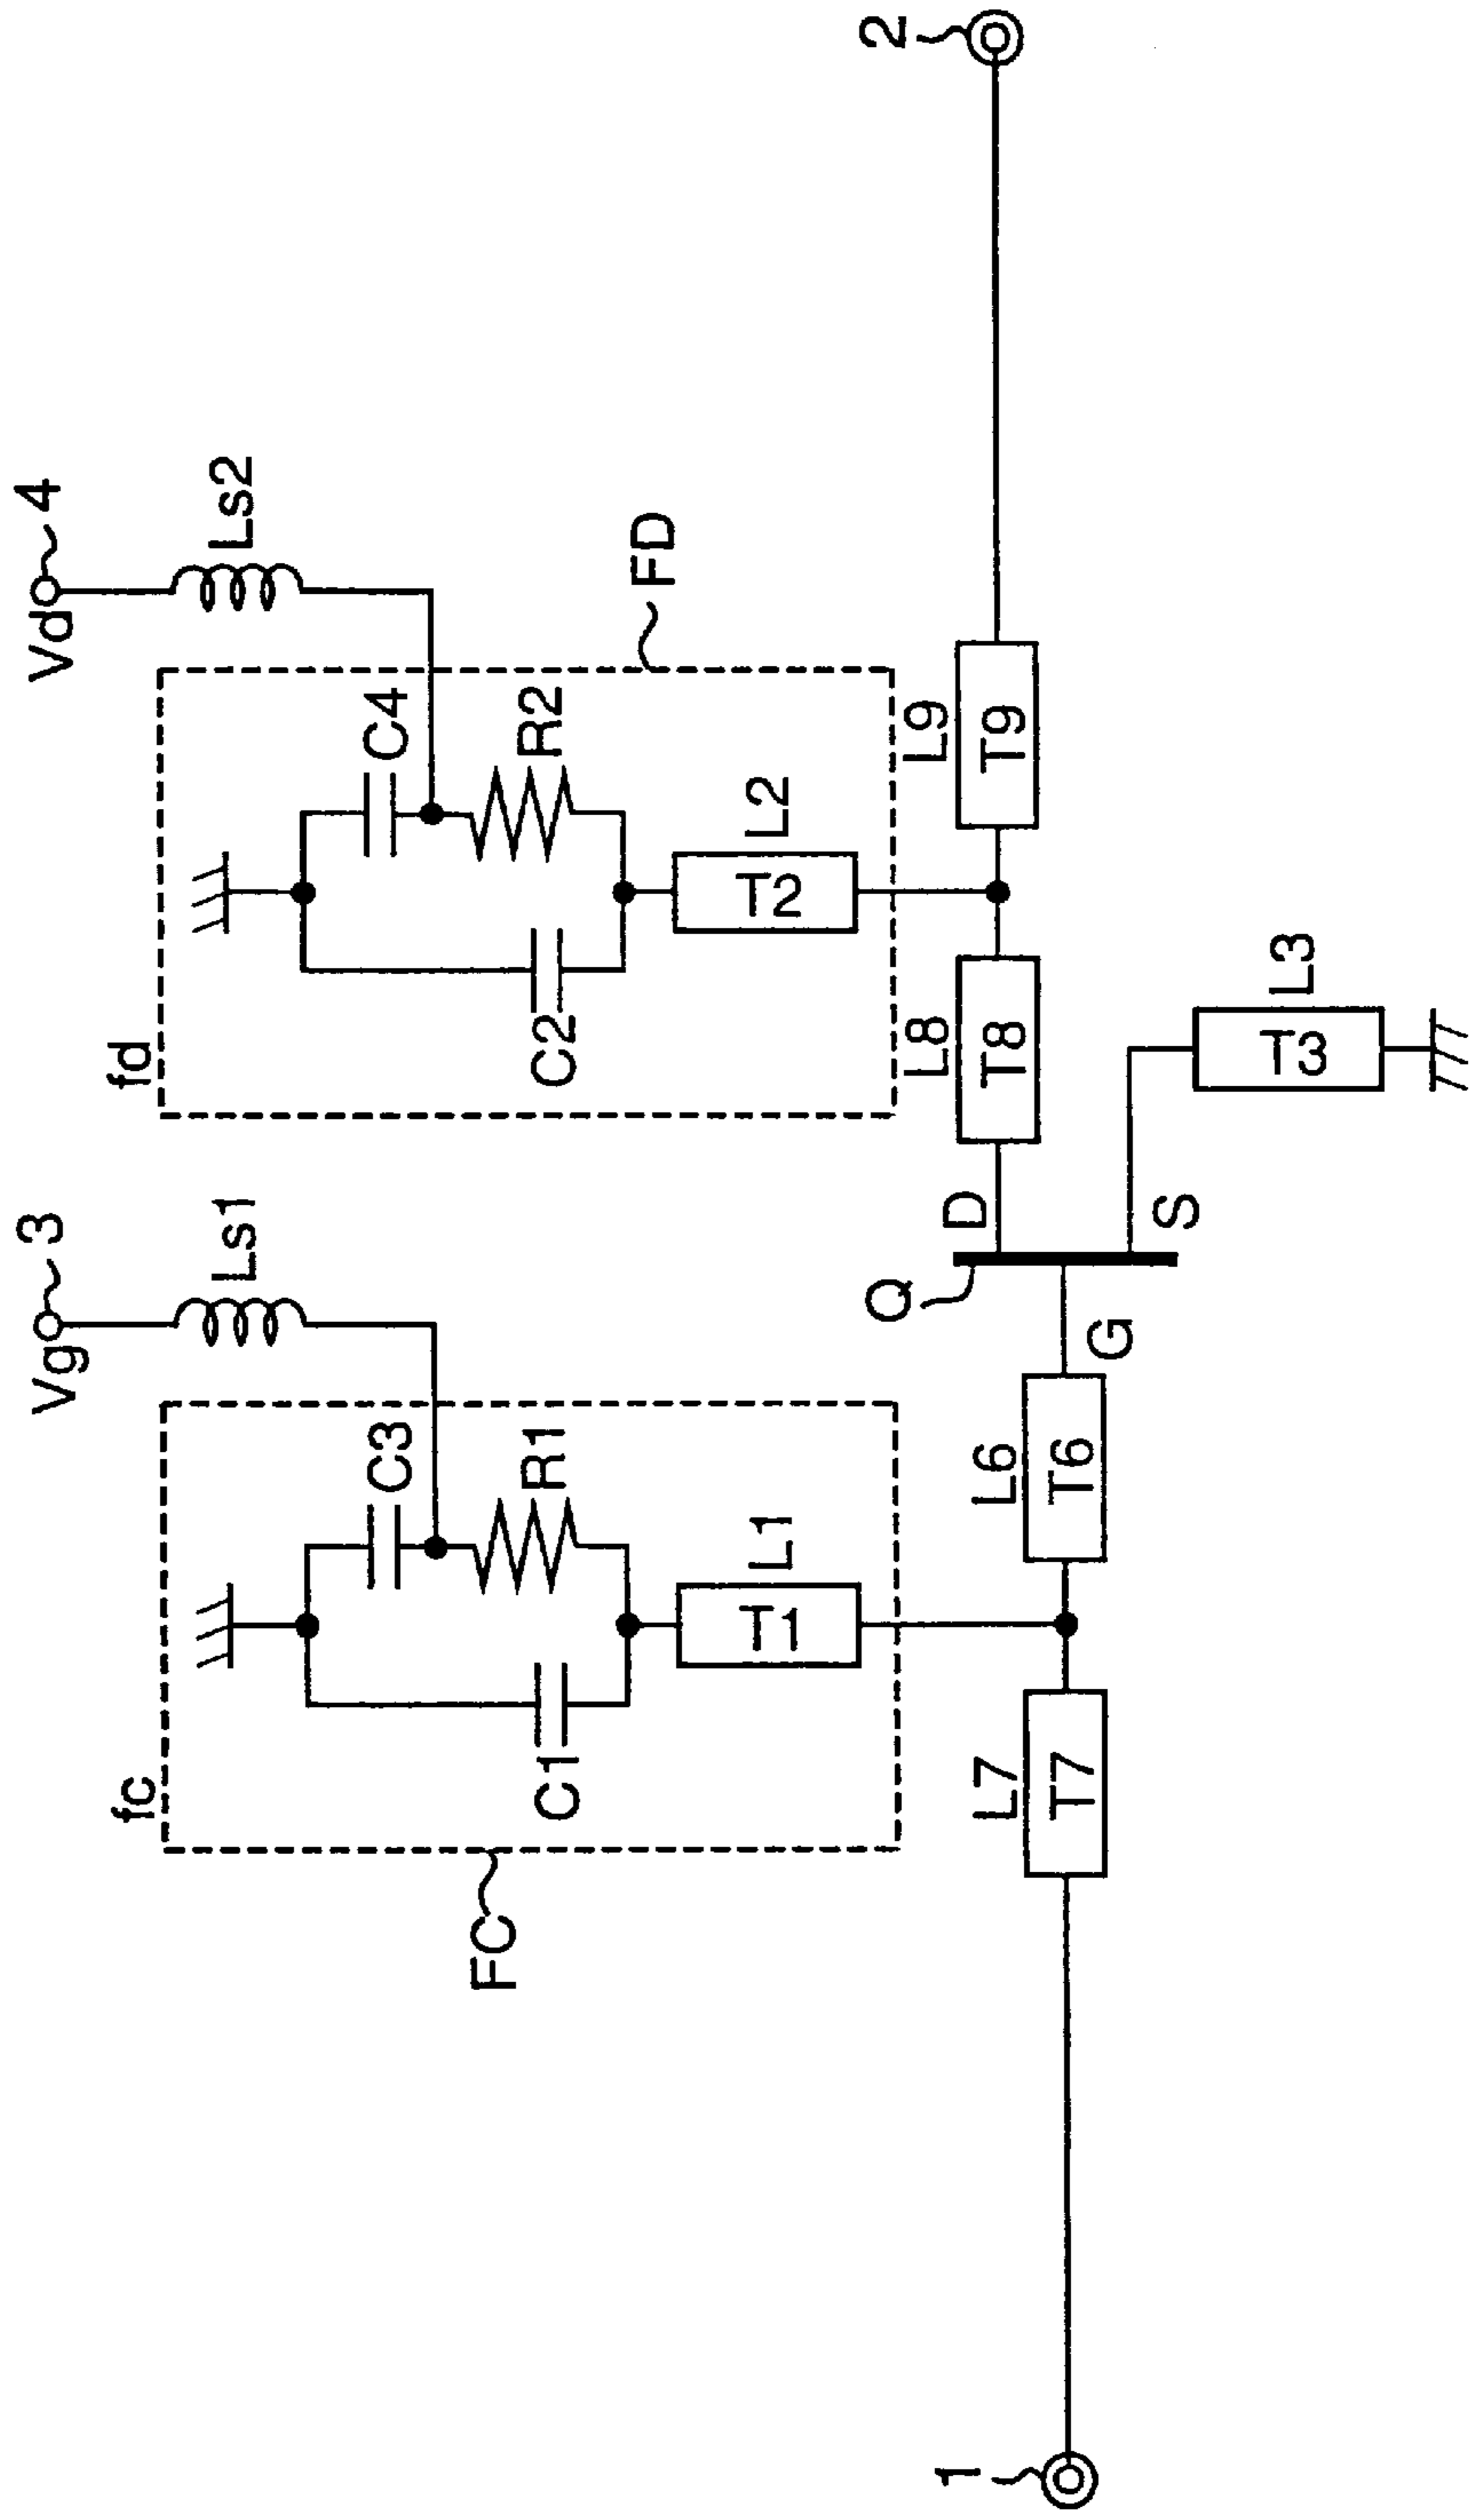 Vg 3
Vd 4
Ls1
Ls2
fc
fd
C3
C4
FC
C1
R1
C2
R2
FD
L1
T1
L2
T2
1
L7
T7
L6
T6
Q
G
D
S
L8
T8
L9
T9
2
L3
T3